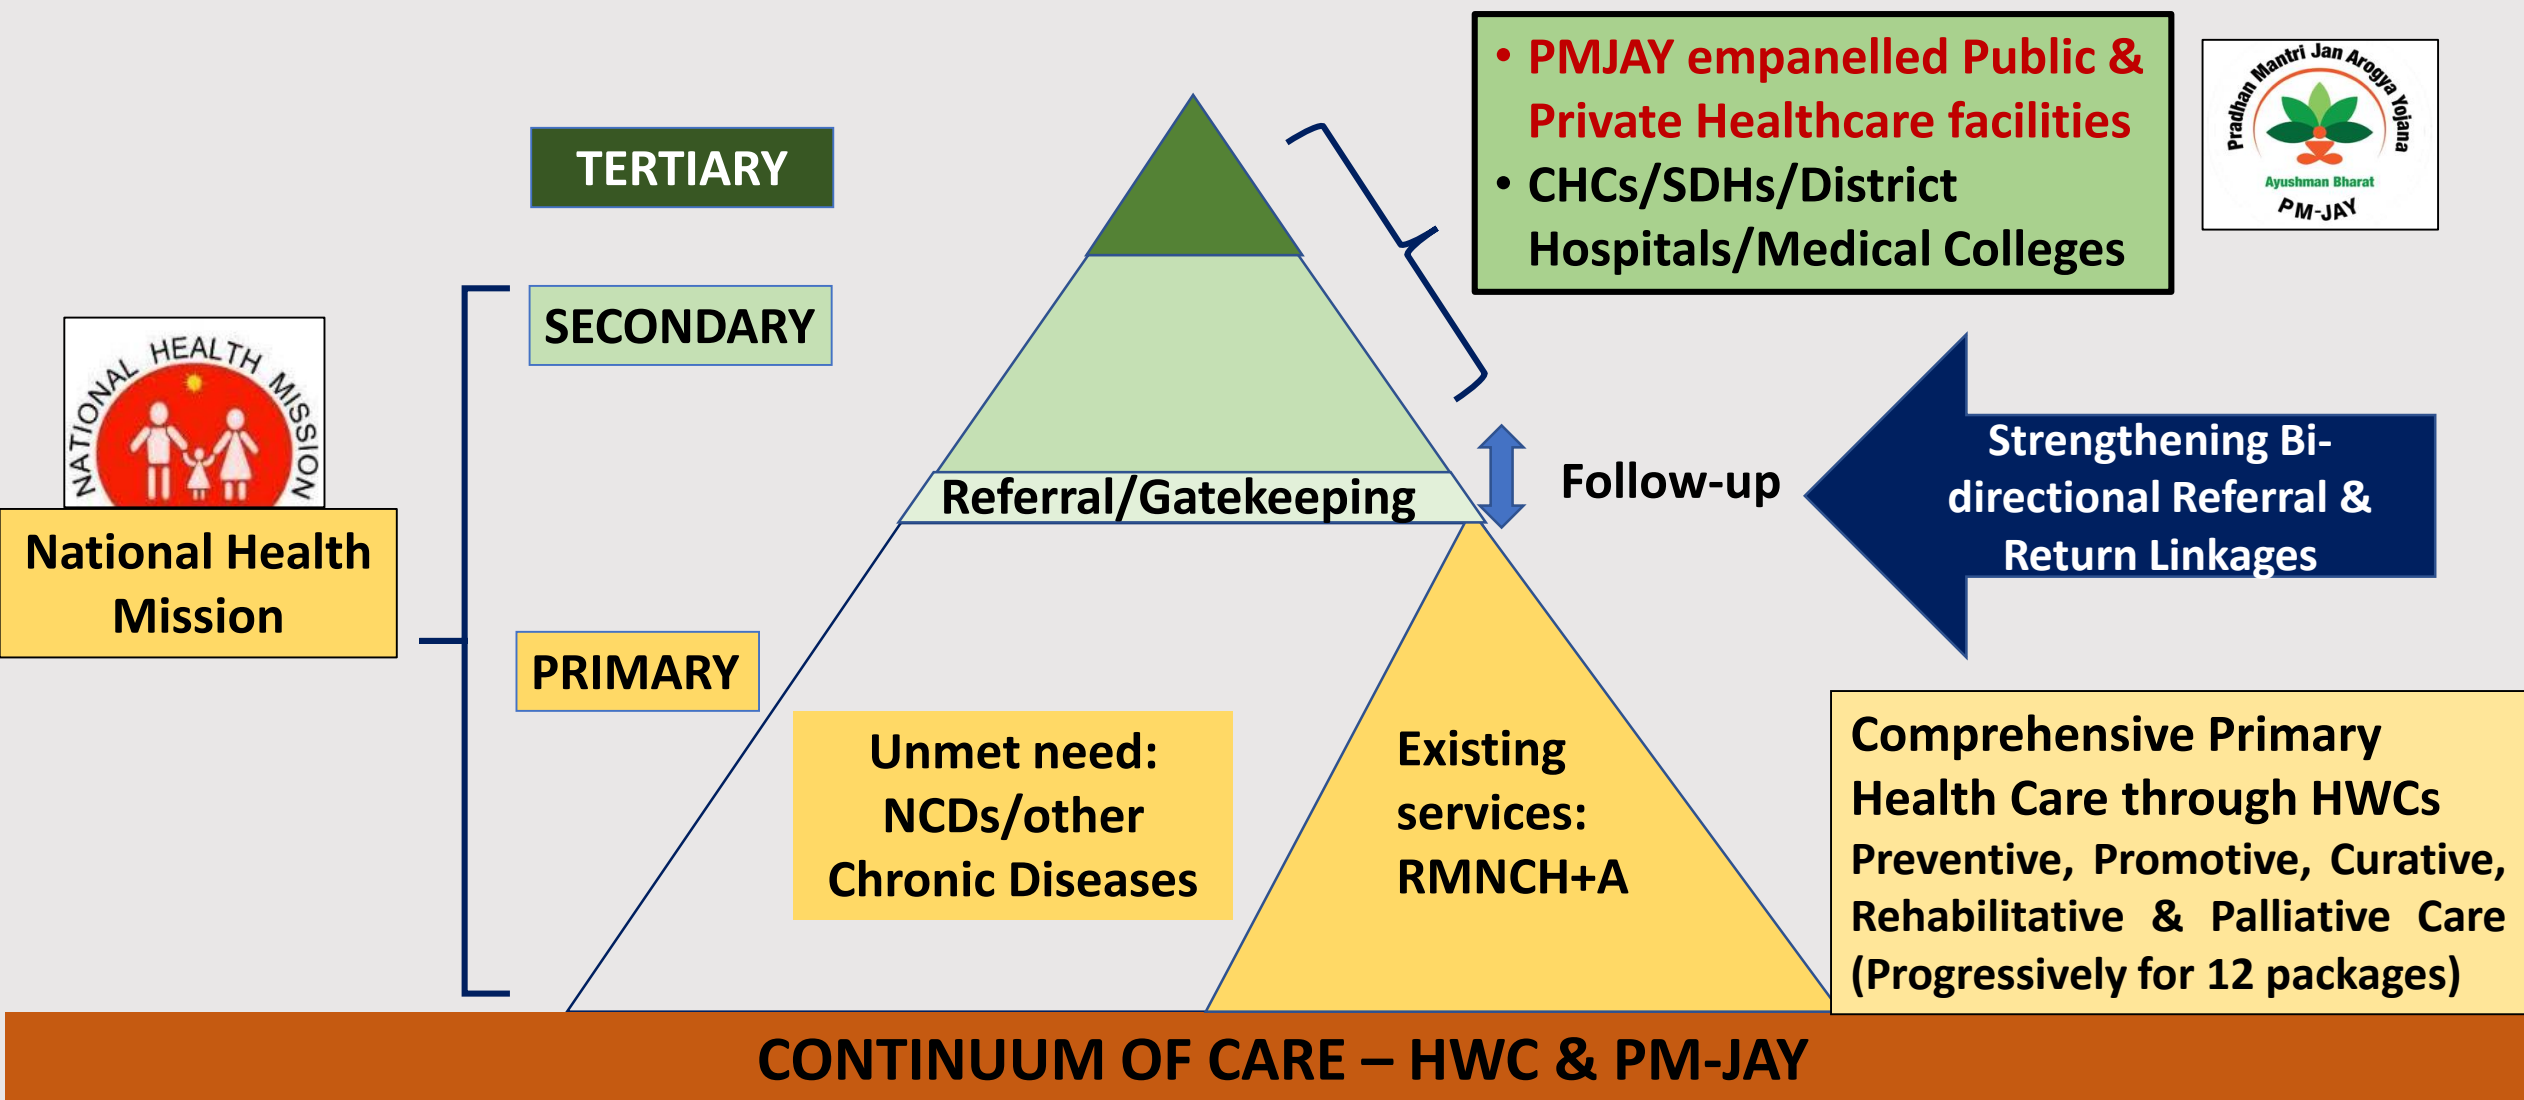 • PMJAY empanelled Public &
Private Healthcare facilities
• CHCs/SDHs/District
Hospitals/Medical Colleges
Pradhan Mantri Jan Arogya Yojana
Ayushman Bharat
PM-JAY
TERTIARY
SECONDARY
NATIONAL HEALTH MISSION
National Health
Mission
PRIMARY
Referral/Gatekeeping
Follow-up
Strengthening Bi-
directional Referral &
Return Linkages
Unmet need:
NCDs/other
Chronic Diseases
Existing
services:
RMNCH+A
Comprehensive Primary
Health Care through HWCs
Preventive, Promotive, Curative,
Rehabilitative & Palliative Care
(Progressively for 12 packages)
CONTINUUM OF CARE – HWC & PM-JAY